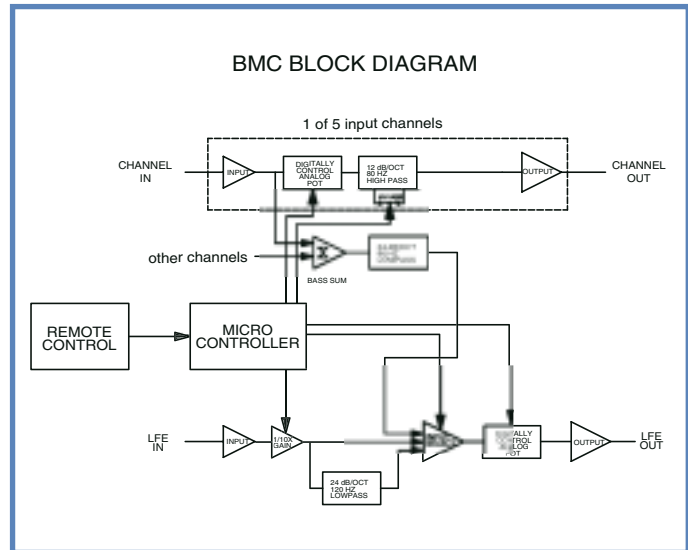 BMC BLOCK DIAGRAM
1 of 5 input channels
CHANNEL
IN
INPUT
DIGITALLY
CONTROL
ANALOG
POT
12 dB/OCT
80 HZ
HIGH PASS
OUTPUT
CHANNEL
OUT
other channels
Σ
BASS SUM
LOWPASS
REMOTE
CONTROL
MICRO
CONTROLLER
LFE
IN
INPUT
1/10X
GAIN
24 dB/OCT
120 HZ
LOWPASS
OUTPUT
LFE
OUT